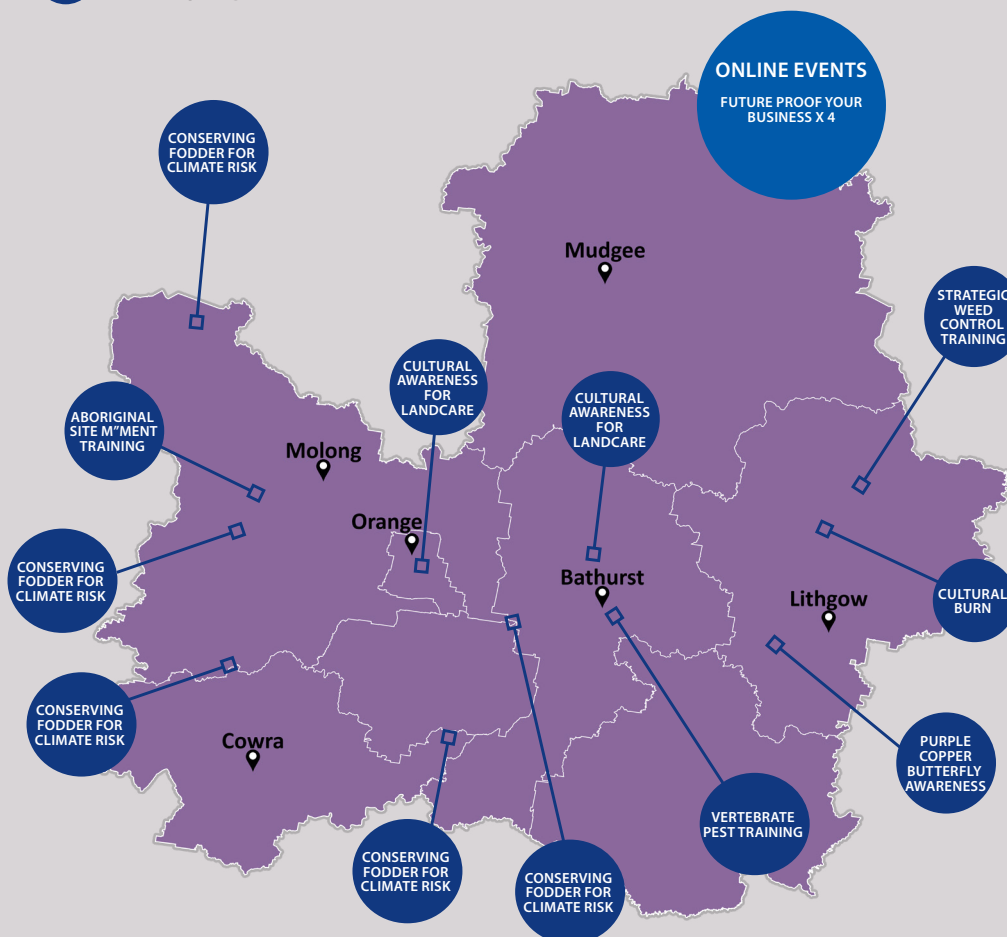 ONLINE EVENTS
FUTURE PROOF YOUR
BUSINESS X 4
CONSERVING
FODDER FOR
CLIMATE RISK
Mudgee
STRATEGIC
WEED
CONTROL
TRAINING
CULTURAL
AWARENESS
FOR
LANDCARE
CULTURAL
AWARENESS
FOR
LANDCARE
ABORIGINAL
SITE M"MENT
TRAINING
Molong
Orange
CONSERVING
FODDER FOR
CLIMATE RISK
Bathurst
Lithgow
CULTURAL
BURN
CONSERVING
FODDER FOR
CLIMATE RISK
Cowra
PURPLE
COPPER
BUTTERFLY
AWARENESS
VERTEBRATE
PEST TRAINING
CONSERVING
FODDER FOR
CLIMATE RISK
CONSERVING
FODDER FOR
CLIMATE RISK